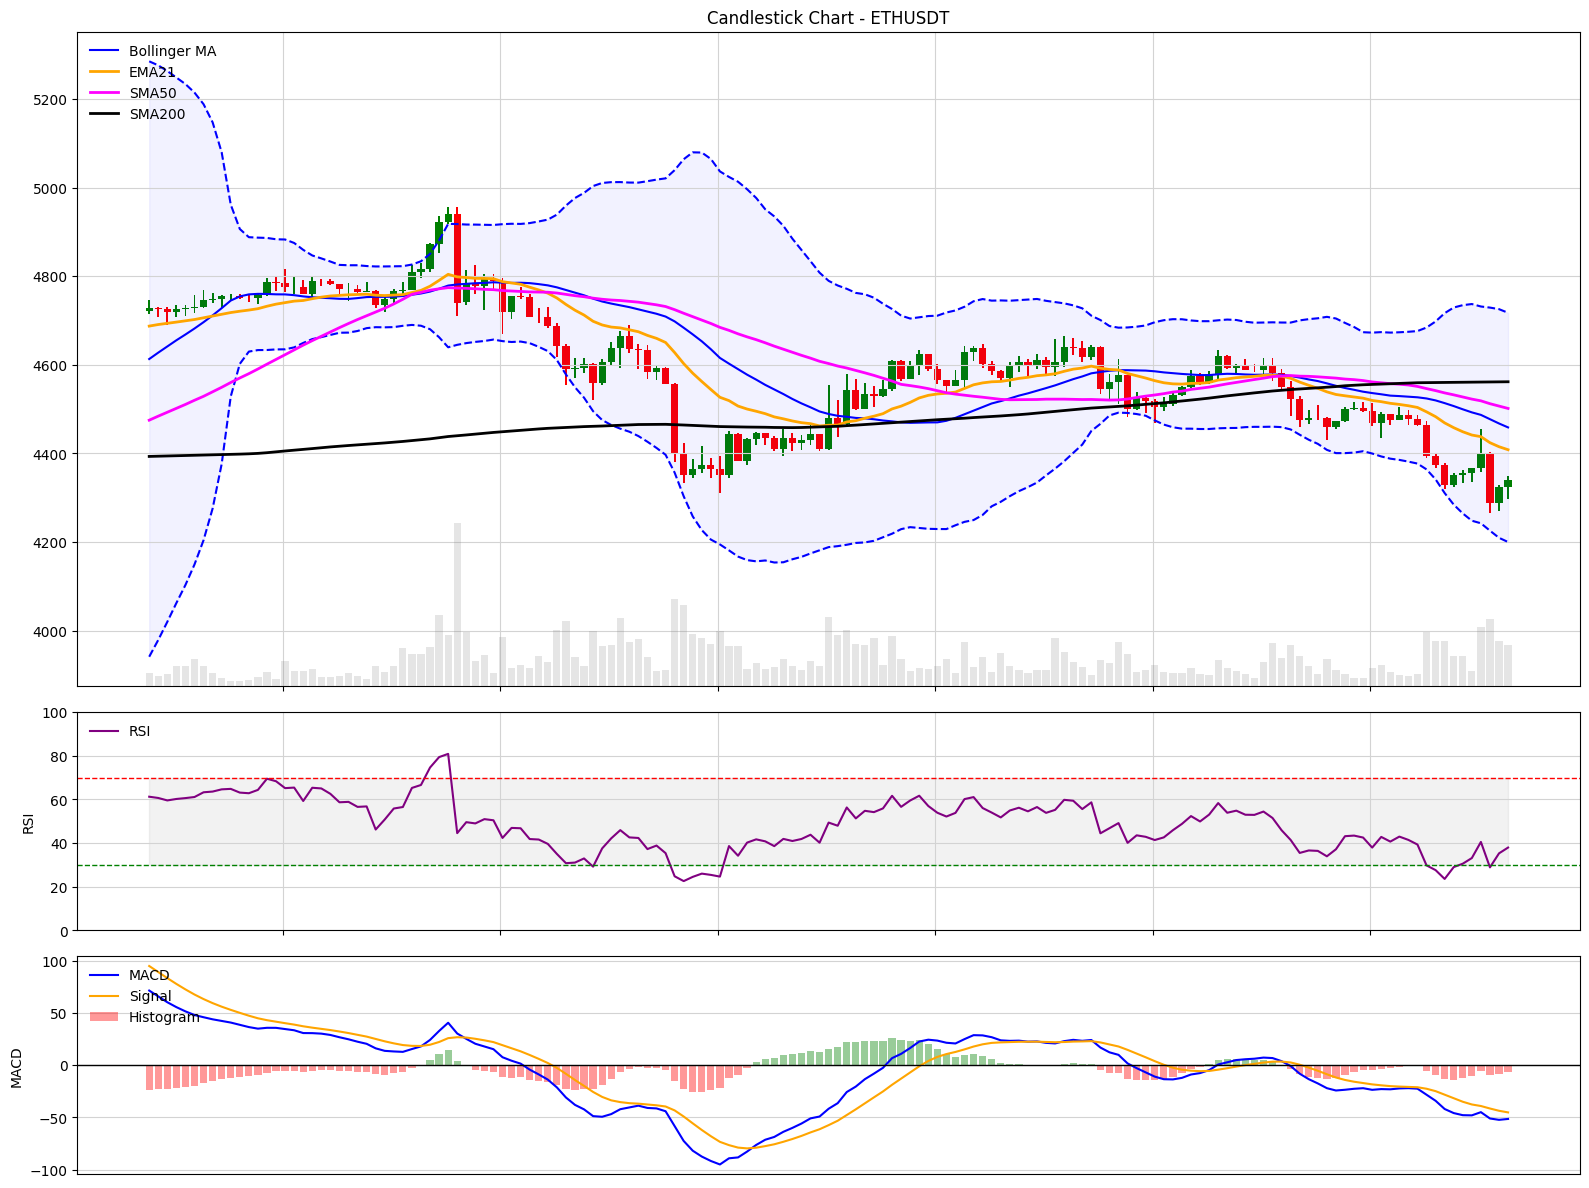 Candlestick Chart - ETHUSDT
Bollinger MA
EMA21
SMA50
SMA200
5200
5000
4800
4600
4400
4200
4000
RSI
RSI
100
80
60
40
20
0
MACD
Signal
Histogram
MACD
100
50
0
−50
−100